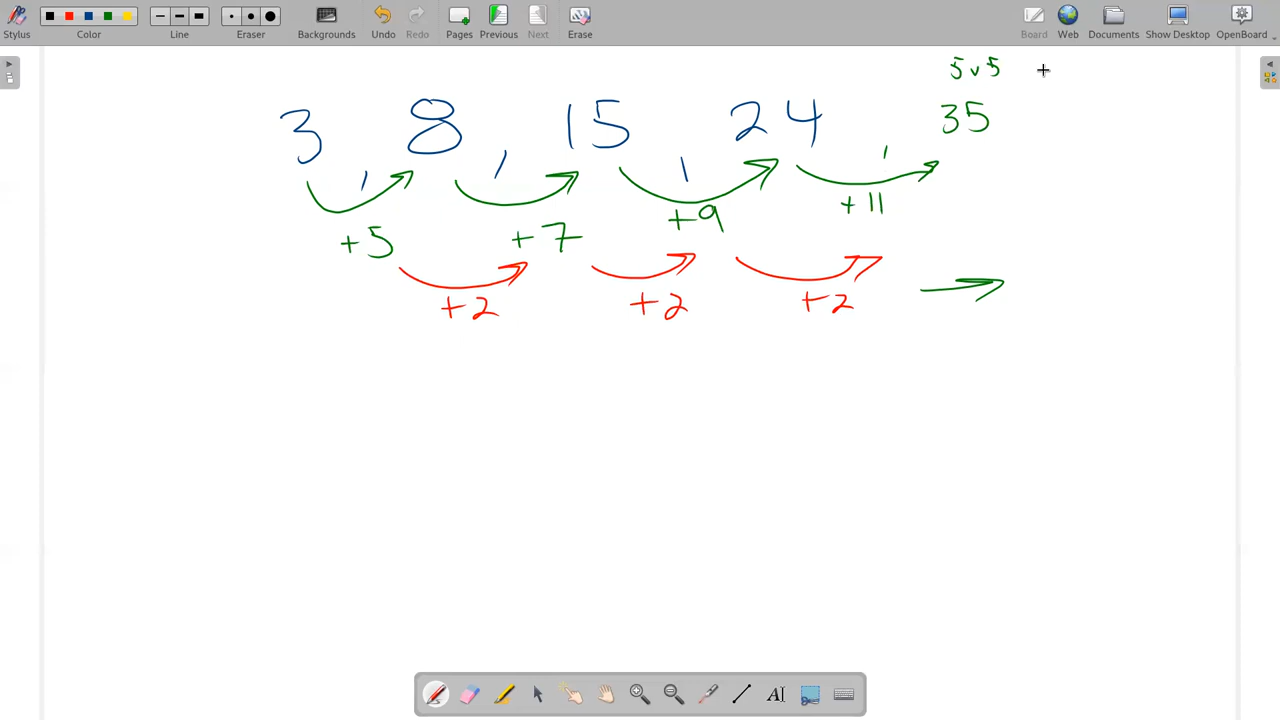 Stylus Color Line Eraser Backgrounds Undo Redo Pages Previous Next Erase Board Web Documents Show Desktop OpenBoard
5 v 5
3 , 8 , 15 , 24 , 35
+5 +7 +9 +11
+2 +2 +2